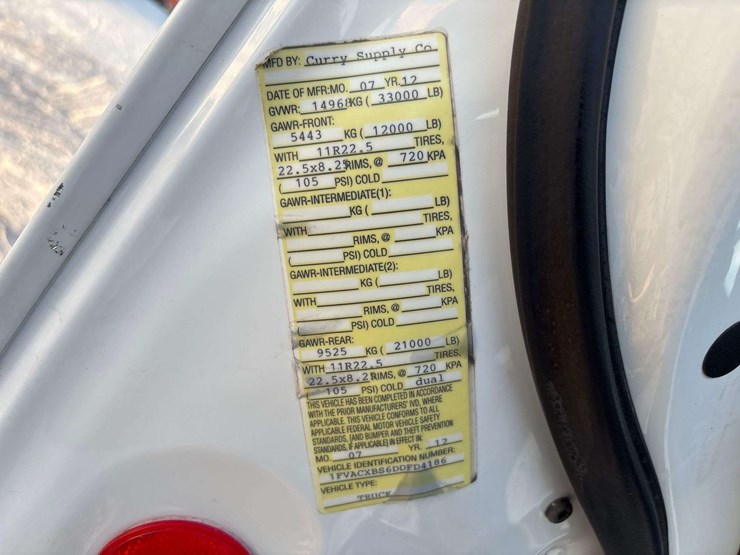 MFD BY: Curry Supply Co
DATE OF MFR:MO. 07 YR.12
GVWR: 14968KG ( 33000 LB)
GAWR-FRONT:
5443 KG ( 12000 LB)
WITH 11R22.5 TIRES,
22.5x8.25RIMS, @ 720 KPA
( 105 PSI) COLD
GAWR-INTERMEDIATE(1):
KG ( LB)
WITH TIRES,
RIMS, @ KPA
( PSI) COLD
GAWR-INTERMEDIATE(2):
KG ( LB)
WITH TIRES,
RIMS, @ KPA
( PSI) COLD
GAWR-REAR:
9525 KG ( 21000 LB)
WITH 11R22.5 TIRES,
22.5x8.25RIMS, @ 720 KPA
105 PSI) COLD dual
THIS VEHICLE HAS BEEN COMPLETED IN ACCORDANCE
WITH THE PRIOR MANUFACTURERS' IVD, WHERE
APPLICABLE. THIS VEHICLE CONFORMS TO ALL
APPLICABLE FEDERAL MOTOR VEHICLE SAFETY
STANDARDS, [AND BUMPER AND THEFT PREVENTION
STANDARDS, IF APPLICABLE] IN EFFECT IN
MO. 07 YR. 12
VEHICLE IDENTIFICATION NUMBER:
1FVACXBS6DDFD4186
VEHICLE TYPE:
TRUCK